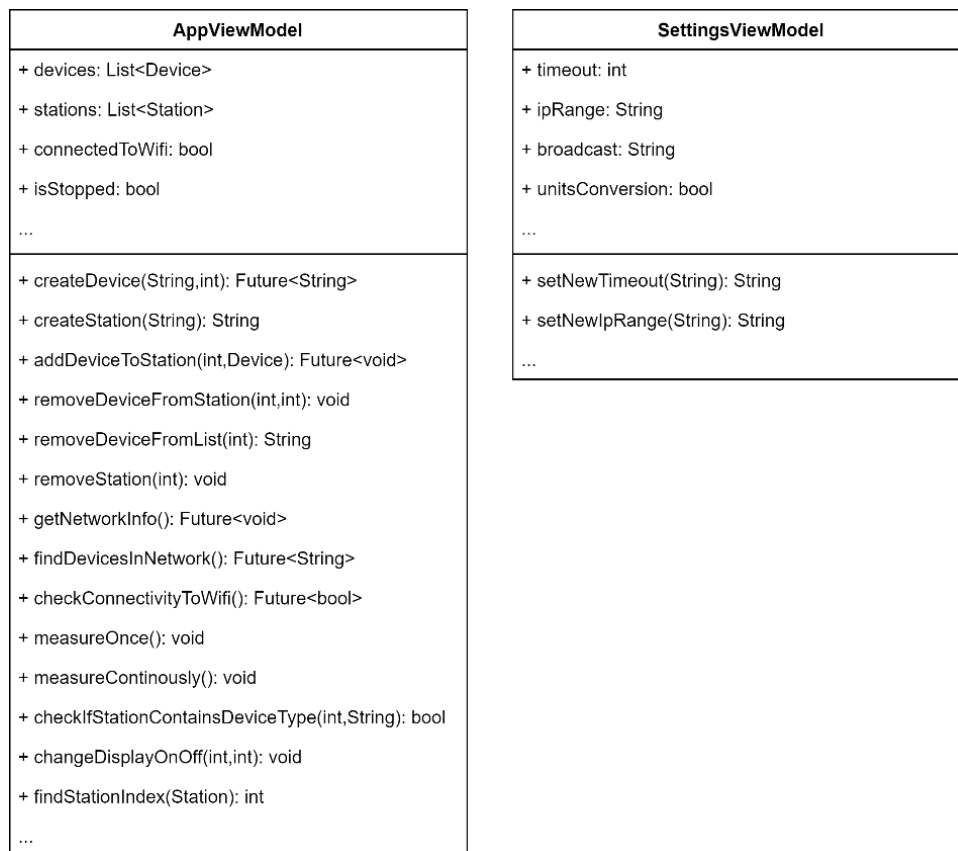 AppViewModel
+ devices: List<Device>
+ stations: List<Station>
+ connectedToWifi: bool
+ isStopped: bool
...
+ createDevice(String,int): Future<String>
+ createStation(String): String
+ addDeviceToStation(int,Device): Future<void>
+ removeDeviceFromStation(int,int): void
+ removeDeviceFromList(int): String
+ removeStation(int): void
+ getNetworkInfo(): Future<void>
+ findDevicesInNetwork(): Future<String>
+ checkConnectivityToWifi(): Future<bool>
+ measureOnce(): void
+ measureContinously(): void
+ checkIfStationContainsDeviceType(int,String): bool
+ changeDisplayOnOff(int,int): void
+ findStationIndex(Station): int
...
SettingsViewModel
+ timeout: int
+ ipRange: String
+ broadcast: String
+ unitsConversion: bool
...
+ setNewTimeout(String): String
+ setNewIpRange(String): String
...